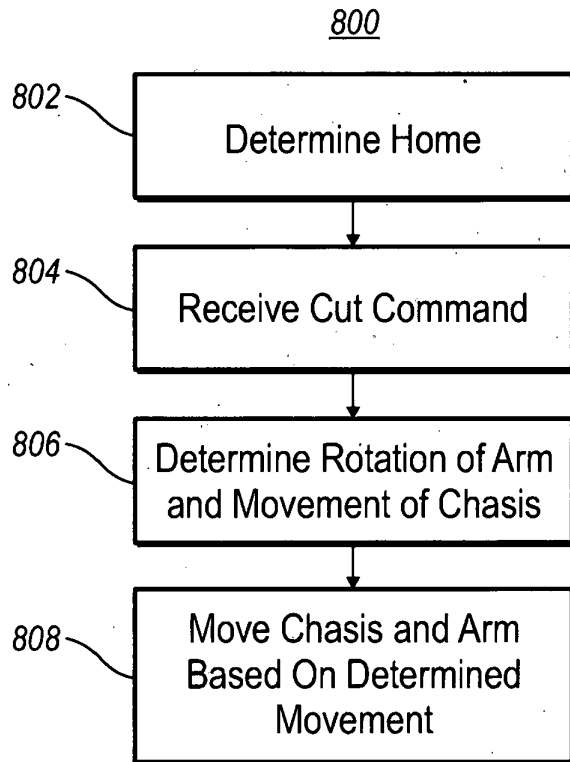 800
802
Determine Home
804
Receive Cut Command
806
Determine Rotation of Arm
and Movement of Chasis
808
Move Chasis and Arm
Based On Determined
Movement